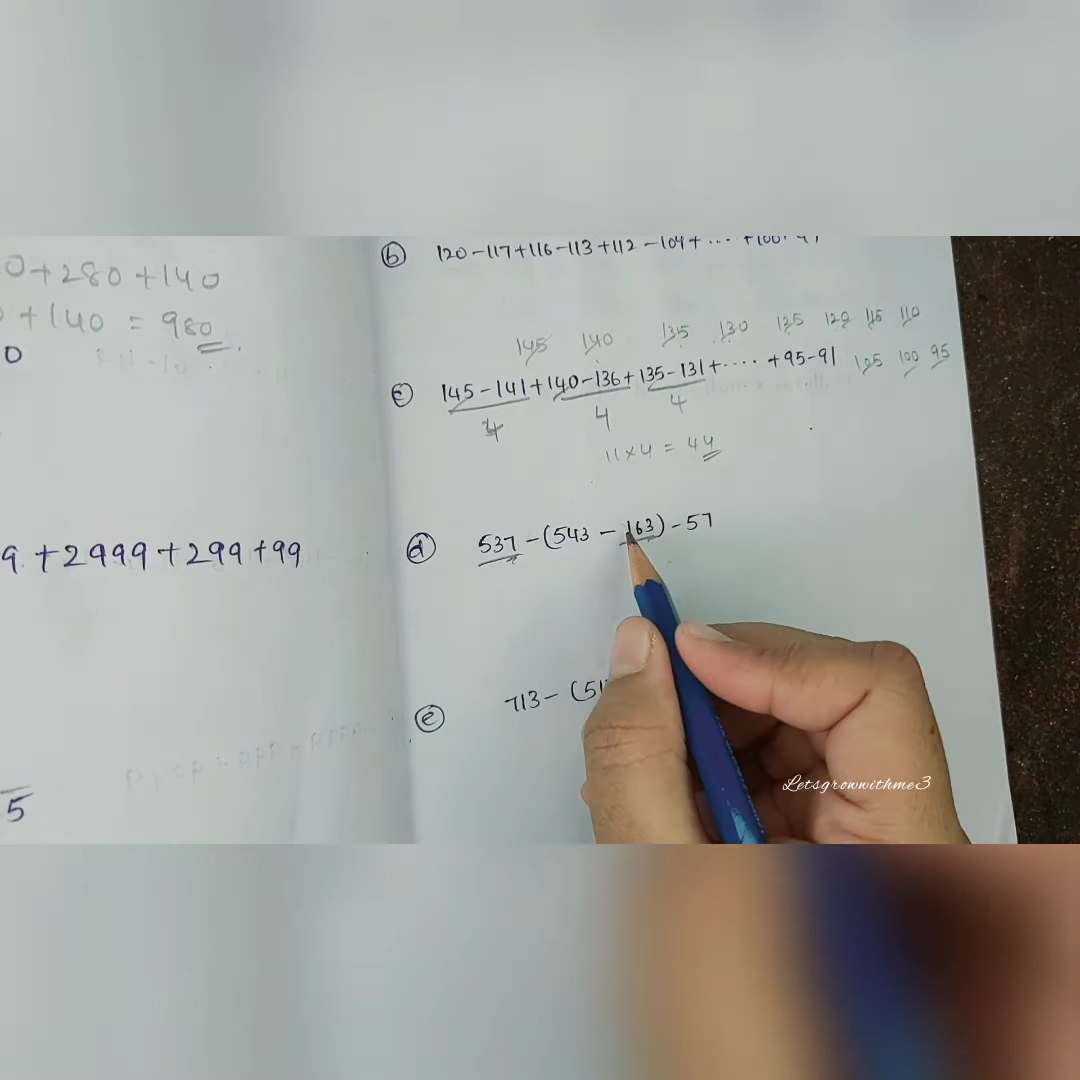 0+280+140
+140 = 980
0
9 +2999+299+99
5
(b) 120-117+116-113+112-104+ ... +100
145 140 135 130 125 120 115 110
(c) 145-141+140-136+135-131+ .... +95-91 105 100 95
4 4 4
11×4 = 44
(d) 537-(543-163)-57
(e) 713-(51
Letsgrowwithme3